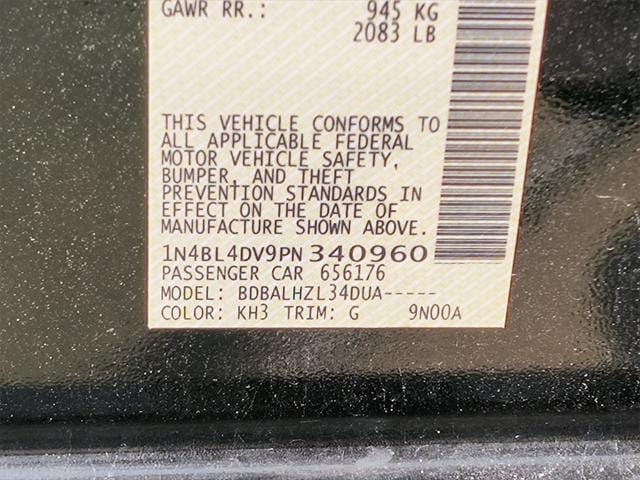 GAWR RR.: 945 KG
2083 LB
THIS VEHICLE CONFORMS TO
ALL APPLICABLE FEDERAL
MOTOR VEHICLE SAFETY,
BUMPER, AND THEFT
PREVENTION STANDARDS IN
EFFECT ON THE DATE OF
MANUFACTURE SHOWN ABOVE.
1N4BL4DV9PN 340960
PASSENGER CAR 656176
MODEL: BDBALHZL34DUA-----
COLOR: KH3 TRIM: G 9N00A